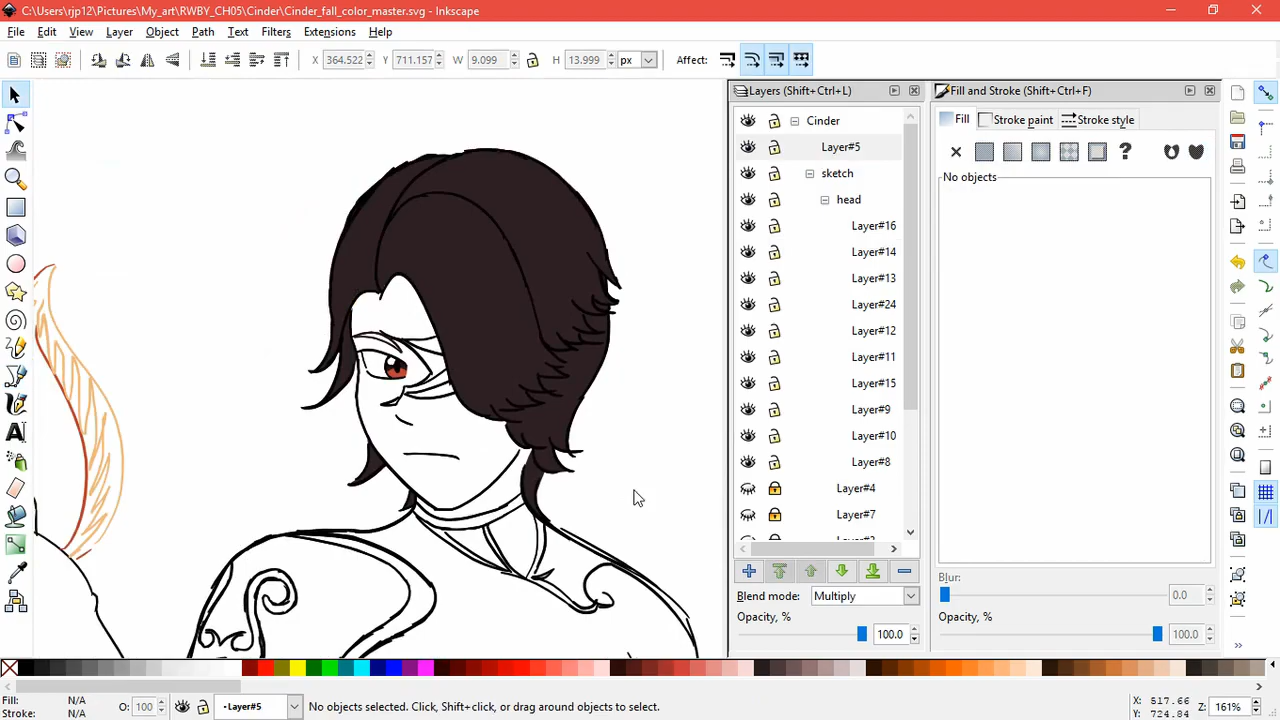 C:\Users\rjp12\Pictures\My_art\RWBY_CH05\Cinder\Cinder_fall_color_master.svg - Inkscape
File Edit View Layer Object Path Text Filters Extensions Help
X 364.522 Y 711.157 W 9.099 H 13.999 px Affect:
Layers (Shift+Ctrl+L)
Fill and Stroke (Shift+Ctrl+F)
Cinder
Fill Stroke paint Stroke style
Layer#5
sketch
No objects
head
Layer#16
Layer#14
Layer#13
Layer#24
Layer#12
Layer#11
Layer#15
Layer#9
Layer#10
Layer#8
Layer#4
Layer#7
Blend mode: Multiply
Opacity, %
100.0
Blur:
0.0
Opacity, %
100.0
Fill: N/A
Stroke: N/A
O: 100
•Layer#5
No objects selected. Click, Shift+click, or drag around objects to select.
X: 517.66
Y: 724.84
Z: 161%